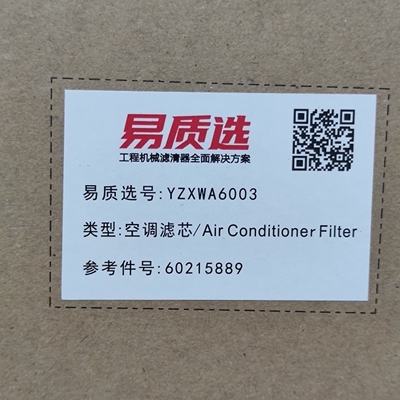 易质选
工程机械滤清器全面解决方案
易质选号:YZXWA6003
类型:空调滤芯/Air Conditioner Filter
参考件号:60215889